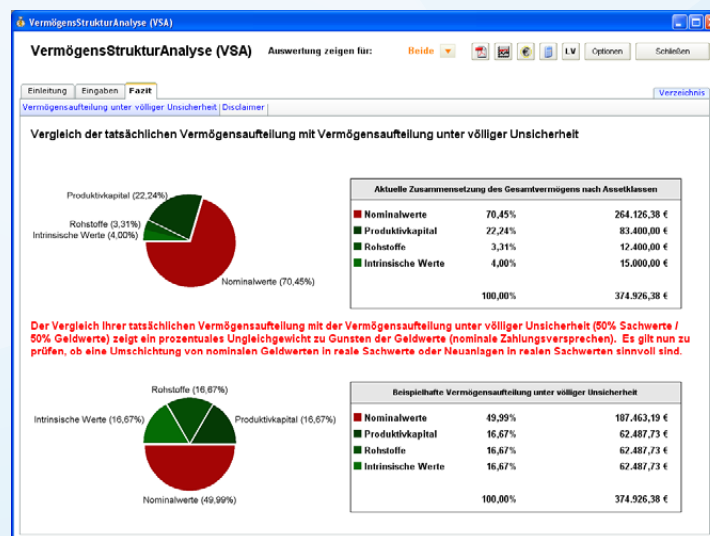 VermögensStrukturAnalyse (VSA)
VermögensStrukturAnalyse (VSA) Auswertung zeigen für: Beide LV Optionen Schließen
Einleitung Eingaben Fazit Verzeichnis
Vermögensaufteilung unter völliger Unsicherheit Disclaimer
Vergleich der tatsächlichen Vermögensaufteilung mit Vermögensaufteilung unter völliger Unsicherheit
Produktivkapital (22,24%)
Rohstoffe (3,31%)
Intrinsische Werte (4,00%)
Nominalwerte (70,45%)
Aktuelle Zusammensetzung des Gesamtvermögens nach Assetklassen
Nominalwerte 70,45% 264.126,38 €
Produktivkapital 22,24% 83.400,00 €
Rohstoffe 3,31% 12.400,00 €
Intrinsische Werte 4,00% 15.000,00 €
100,00% 374.926,38 €
Der Vergleich Ihrer tatsächlichen Vermögensaufteilung mit der Vermögensaufteilung unter völliger Unsicherheit (50% Sachwerte /
50% Geldwerte) zeigt ein prozentuales Ungleichgewicht zu Gunsten der Geldwerte (nominale Zahlungsversprechen). Es gilt nun zu
prüfen, ob eine Umschichtung von nominalen Geldwerten in reale Sachwerte oder Neuanlagen in realen Sachwerten sinnvoll sind.
Rohstoffe (16,67%)
Intrinsische Werte (16,67%)
Produktivkapital (16,67%)
Nominalwerte (49,99%)
Beispielhafte Vermögensaufteilung unter völliger Unsicherheit
Nominalwerte 49,99% 187.463,19 €
Produktivkapital 16,67% 62.487,73 €
Rohstoffe 16,67% 62.487,73 €
Intrinsische Werte 16,67% 62.487,73 €
100,00% 374.926,38 €